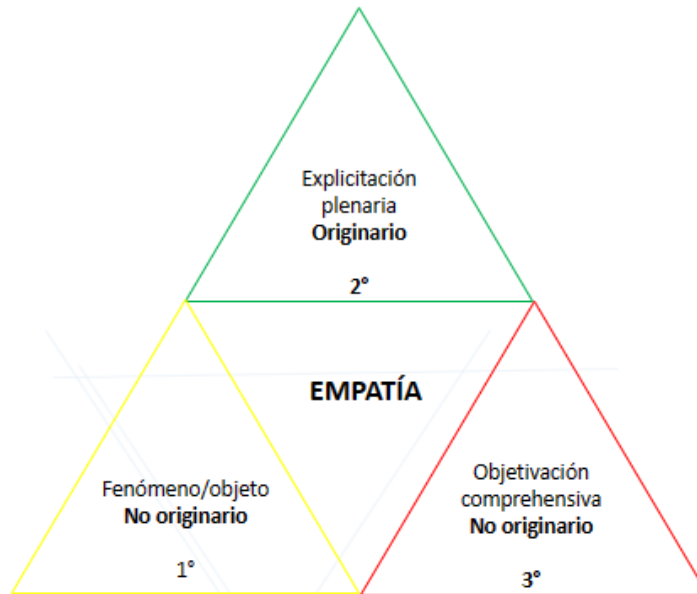 Explicitación
plenaria
Originario
2°
EMPATÍA
Fenómeno/objeto
No originario
1°
Objetivación
comprehensiva
No originario
3°